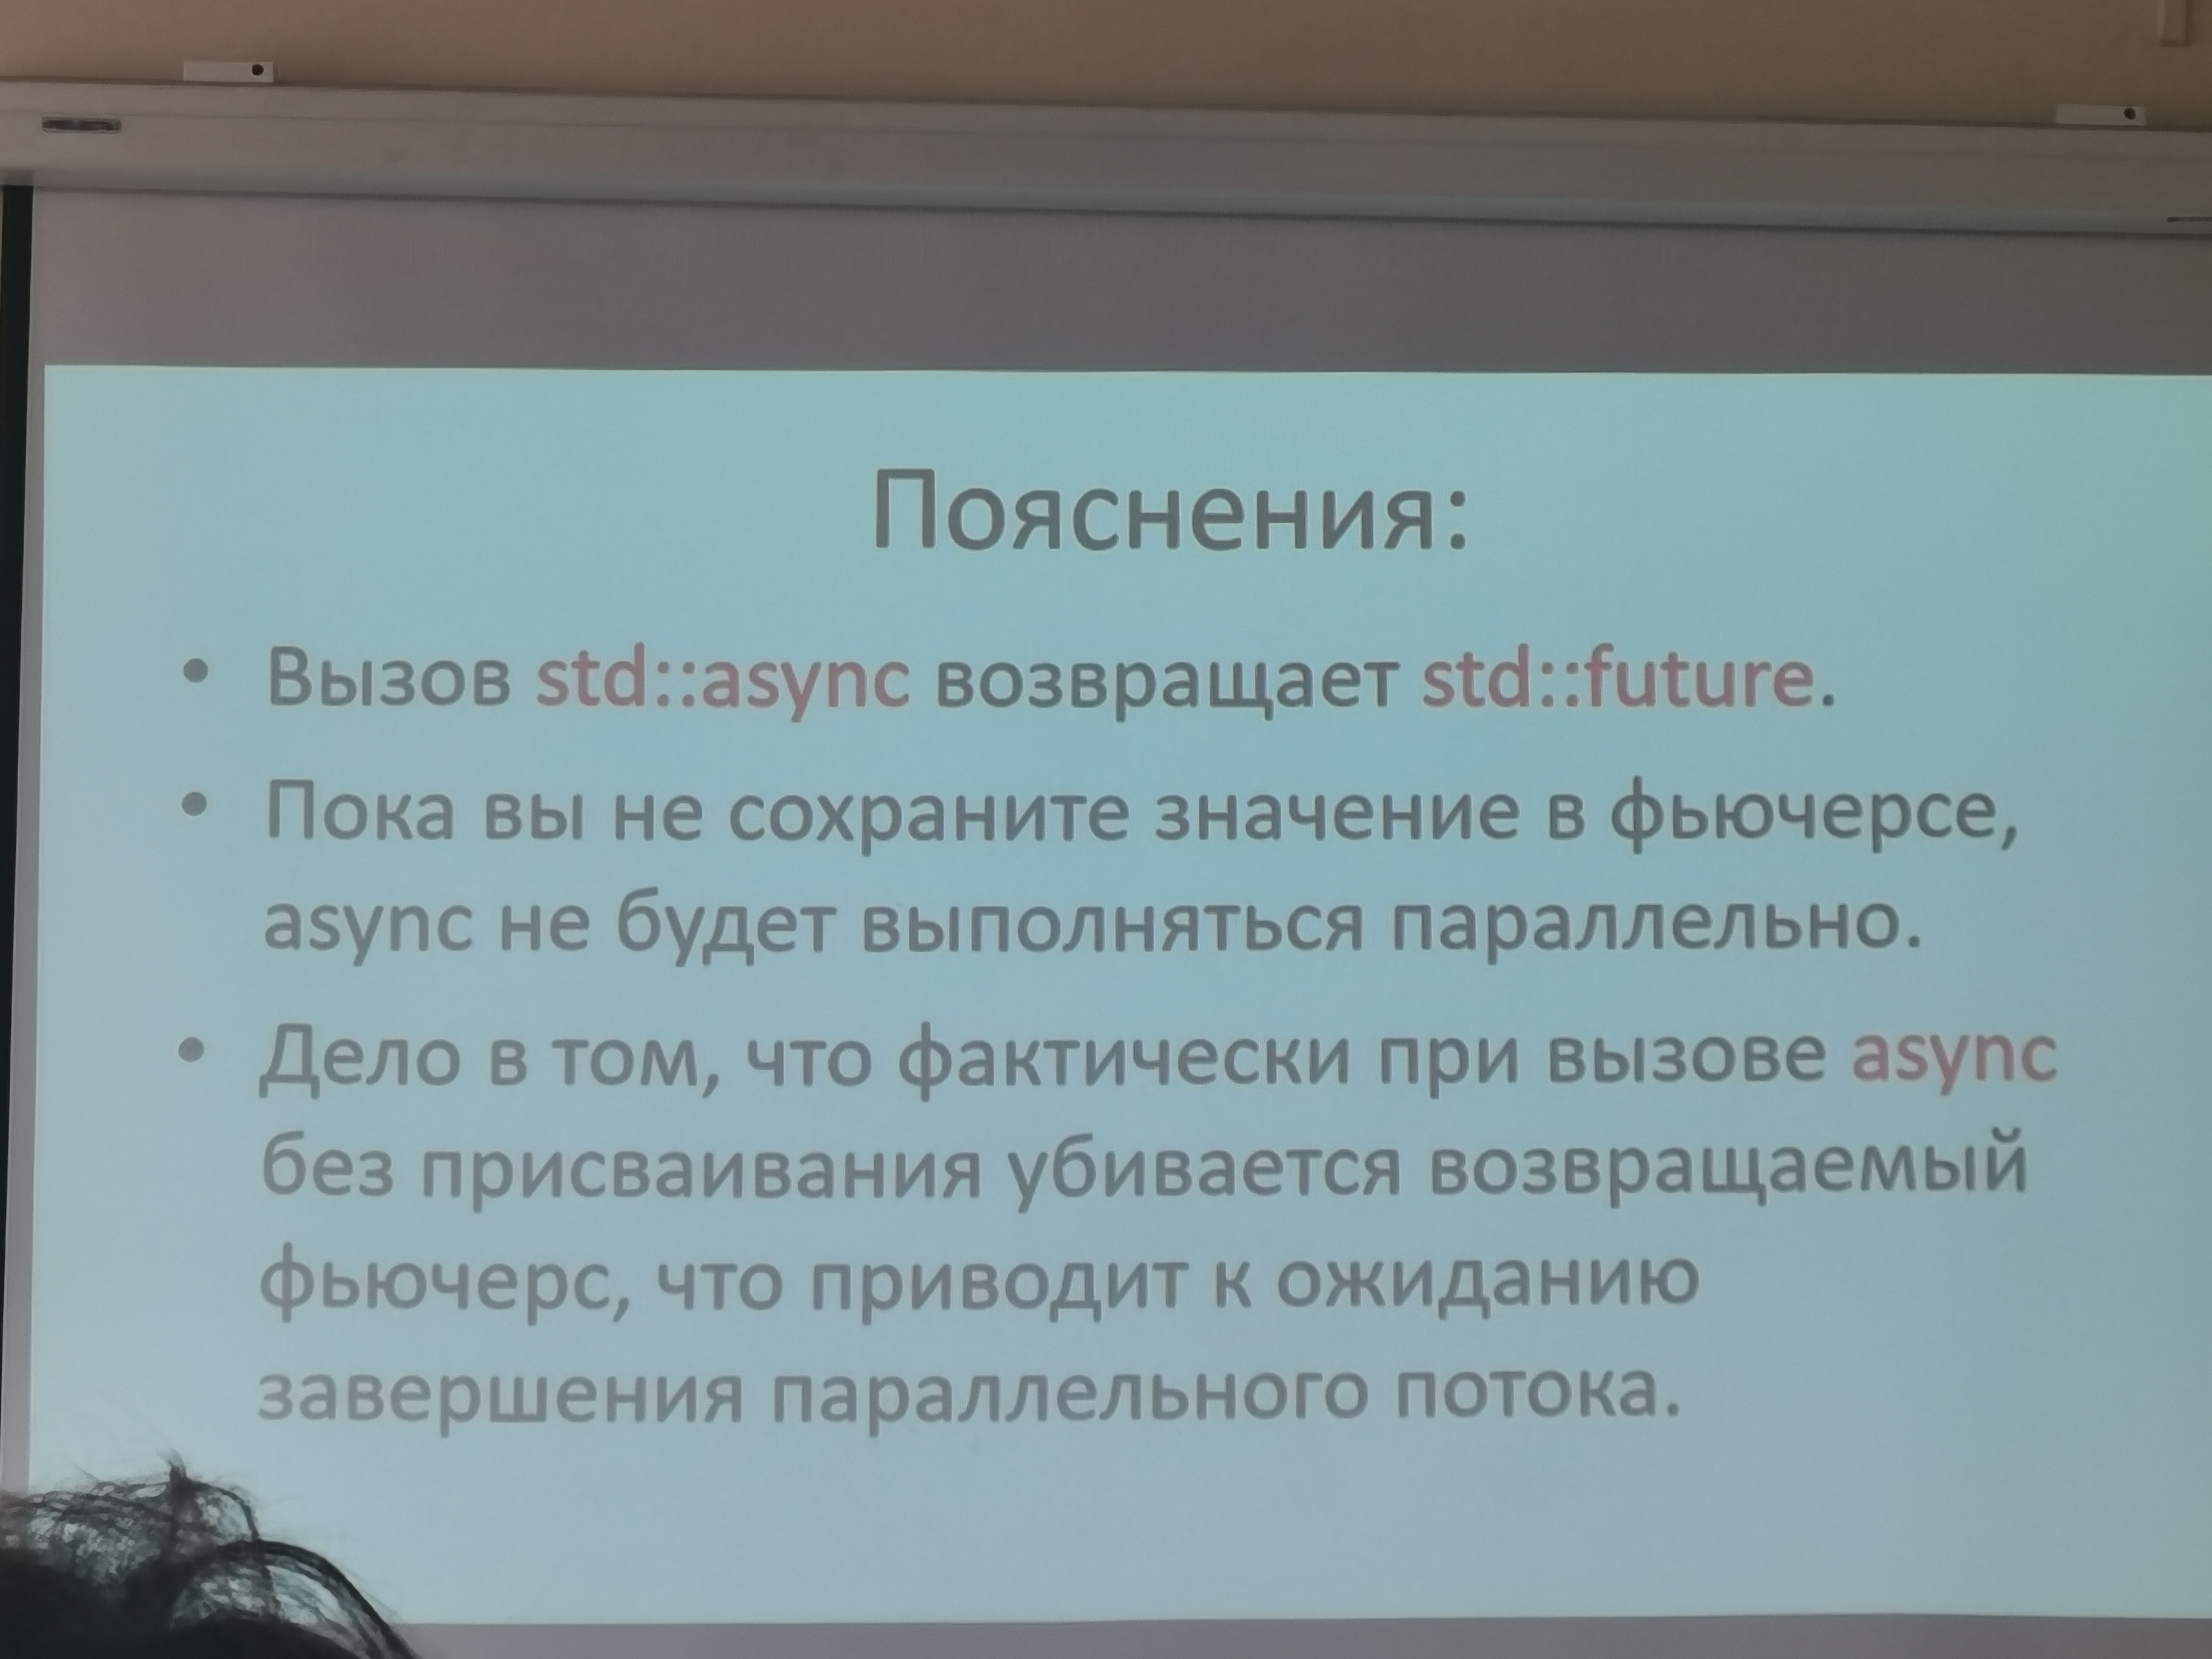 Пояснения:
• Вызов std::async возвращает std::future.
• Пока вы не сохраните значение в фьючерсе,
async не будет выполняться параллельно.
• Дело в том, что фактически при вызове async
без присваивания убивается возвращаемый
фьючерс, что приводит к ожиданию
завершения параллельного потока.